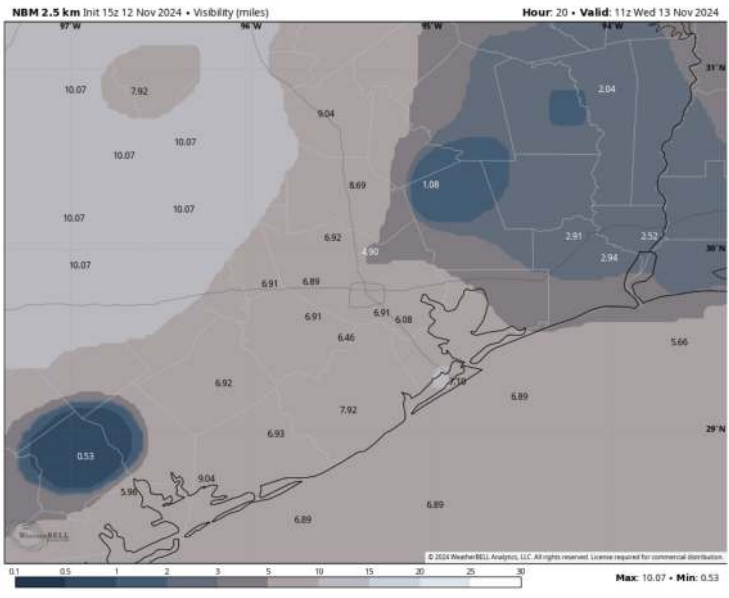 NBM 2.5 km Init 15z 12 Nov 2024 • Visibility (miles)
Hour: 20 • Valid: 11z Wed 13 Nov 2024
97°W
96°W
95°W
94°W
31°N
10.07
7.92
2.04
9.04
10.07
10.07
8.69
1.08
10.07
10.07
6.92
2.91
2.52
4.90
30°N
2.94
10.07
6.91
6.89
6.91
6.91
6.08
6.46
5.66
6.92
7.10
6.89
7.92
6.93
29°N
0.53
9.04
5.96
6.89
6.89
WeatherBELL
© 2024 WeatherBELL Analytics, LLC. All rights reserved. License required for commercial distribution.
0.1 0.5 1 2 3 5 10 15 20 25 30
Max: 10.07 • Min: 0.53